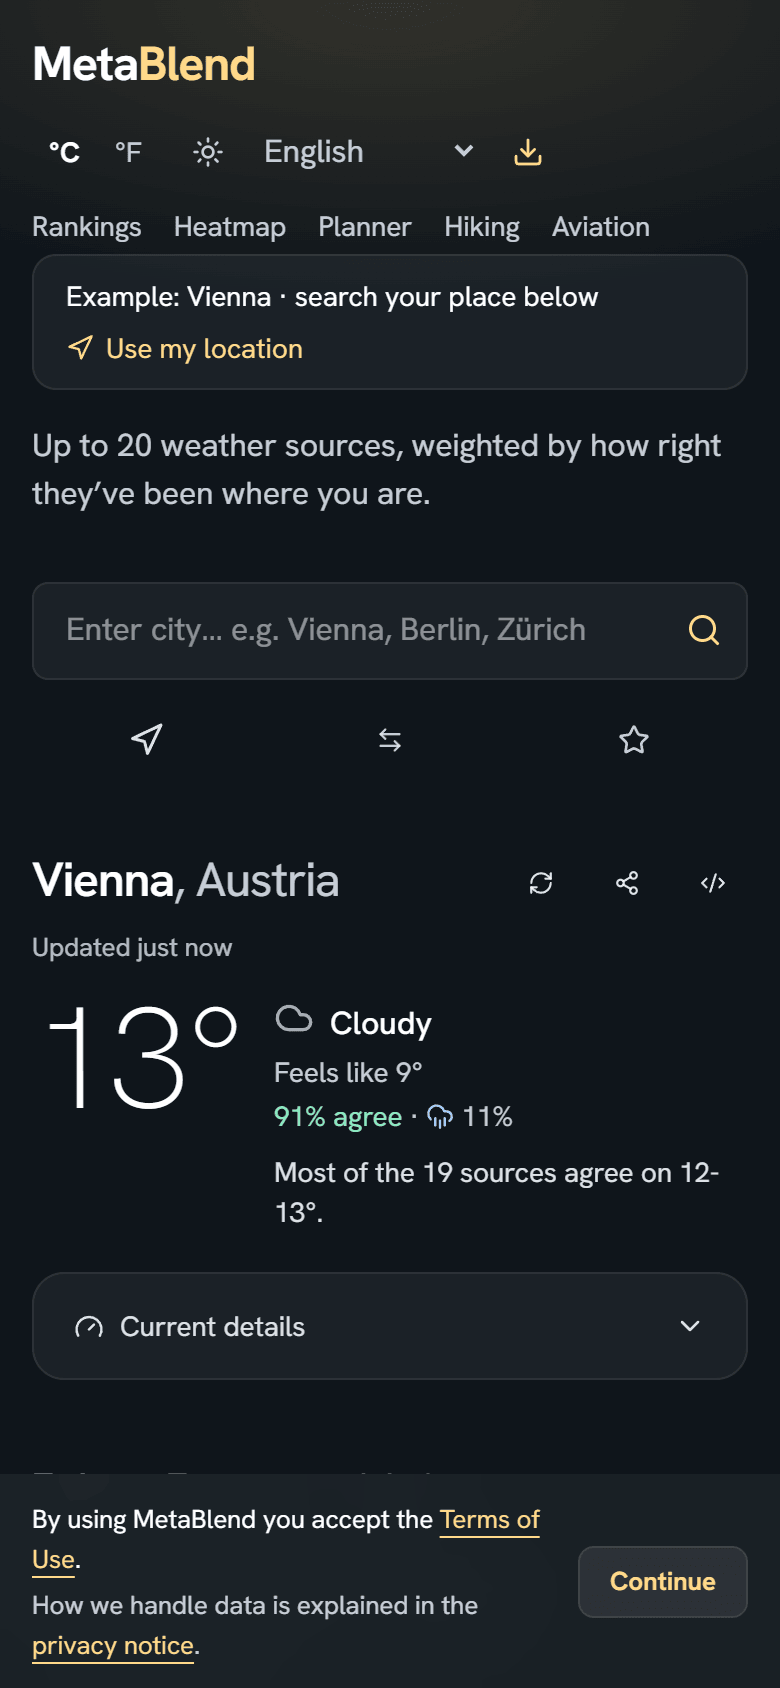 MetaBlend
°C °F English
Rankings Heatmap Planner Hiking Aviation
Example: Vienna · search your place below
Use my location
Up to 20 weather sources, weighted by how right
they’ve been where you are.
Enter city... e.g. Vienna, Berlin, Zürich
Vienna, Austria
Updated just now
13°
Cloudy
Feels like 9°
91% agree · 11%
Most of the 19 sources agree on 12-
13°.
Current details
By using MetaBlend you accept the Terms of
Use.
How we handle data is explained in the
privacy notice.
Continue